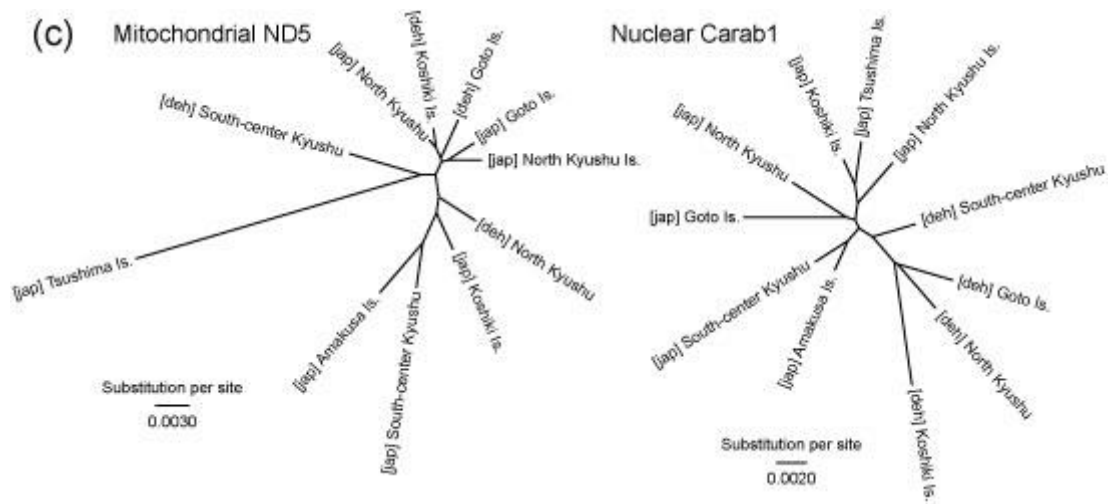 (c)
Mitochondrial ND5
[deh] South-center Kyushu
[jap] North Kyushu
[deh] Koshiki Is.
[deh] Goto Is.
[jap] Goto Is.
[jap] North Kyushu Is.
[deh] North Kyushu
[jap] Koshiki Is.
[jap] South-center Kyushu
[jap] Amakusa Is.
[jap] Tsushima Is.
Substitution per site
0.0030
Nuclear Carab1
[jap] North Kyushu
[jap] Koshiki Is.
[jap] Tsushima Is.
[jap] North Kyushu Is.
[deh] South-center Kyushu
[deh] Goto Is.
[deh] North Kyushu
[deh] Koshiki Is.
[jap] Amakusa Is.
[jap] South-center Kyushu
[jap] Goto Is.
Substitution per site
0.0020